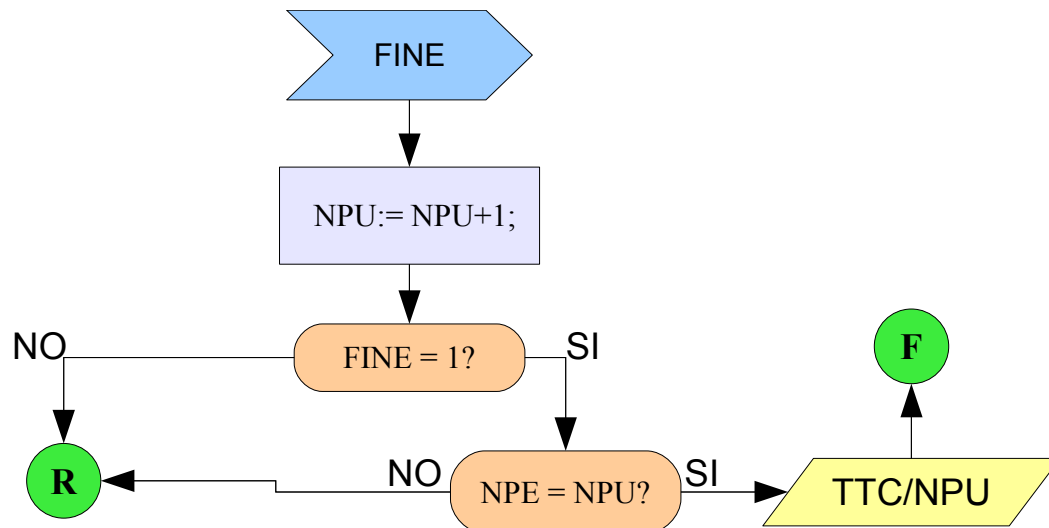 FINE
NPU:= NPU+1;
NO
FINE = 1?
SI
F
R
NO
NPE = NPU?
SI
TTC/NPU